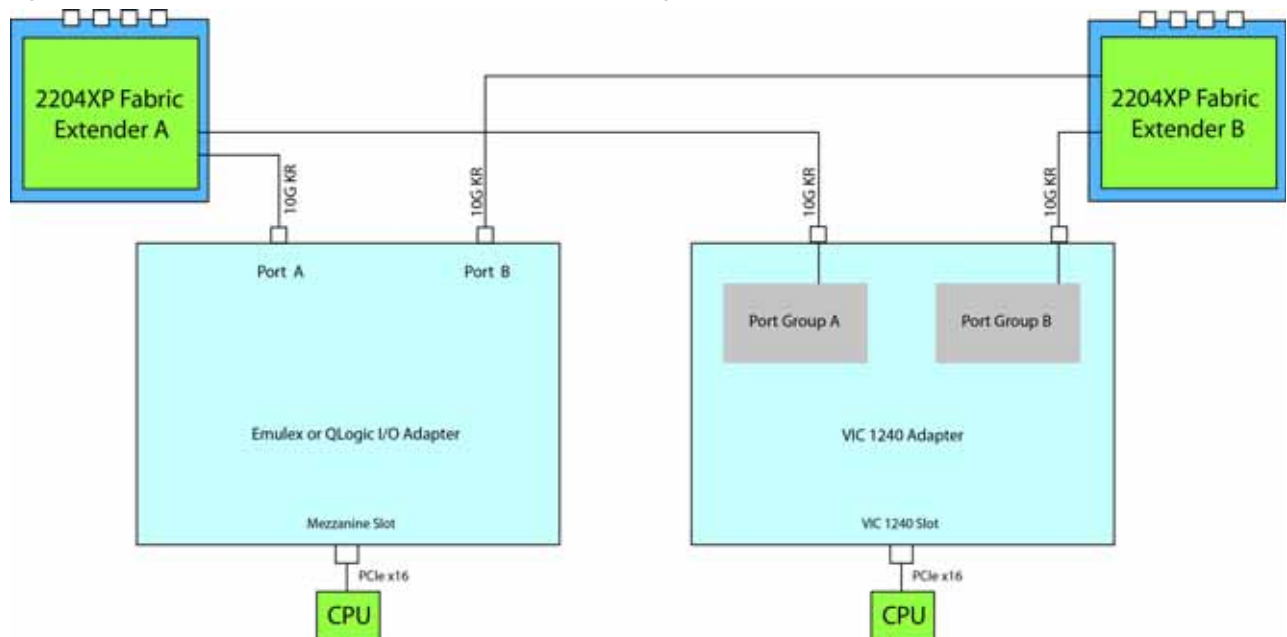 2204XP Fabric
Extender A
2204XP Fabric
Extender B
10G KR
10G KR
10G KR
10G KR
Port A
Port B
Port Group A
Port Group B
Emulex or QLogic I/O Adapter
VIC 1240 Adapter
Mezzanine Slot
VIC 1240 Slot
PCIe x16
PCIe x16
CPU
CPU